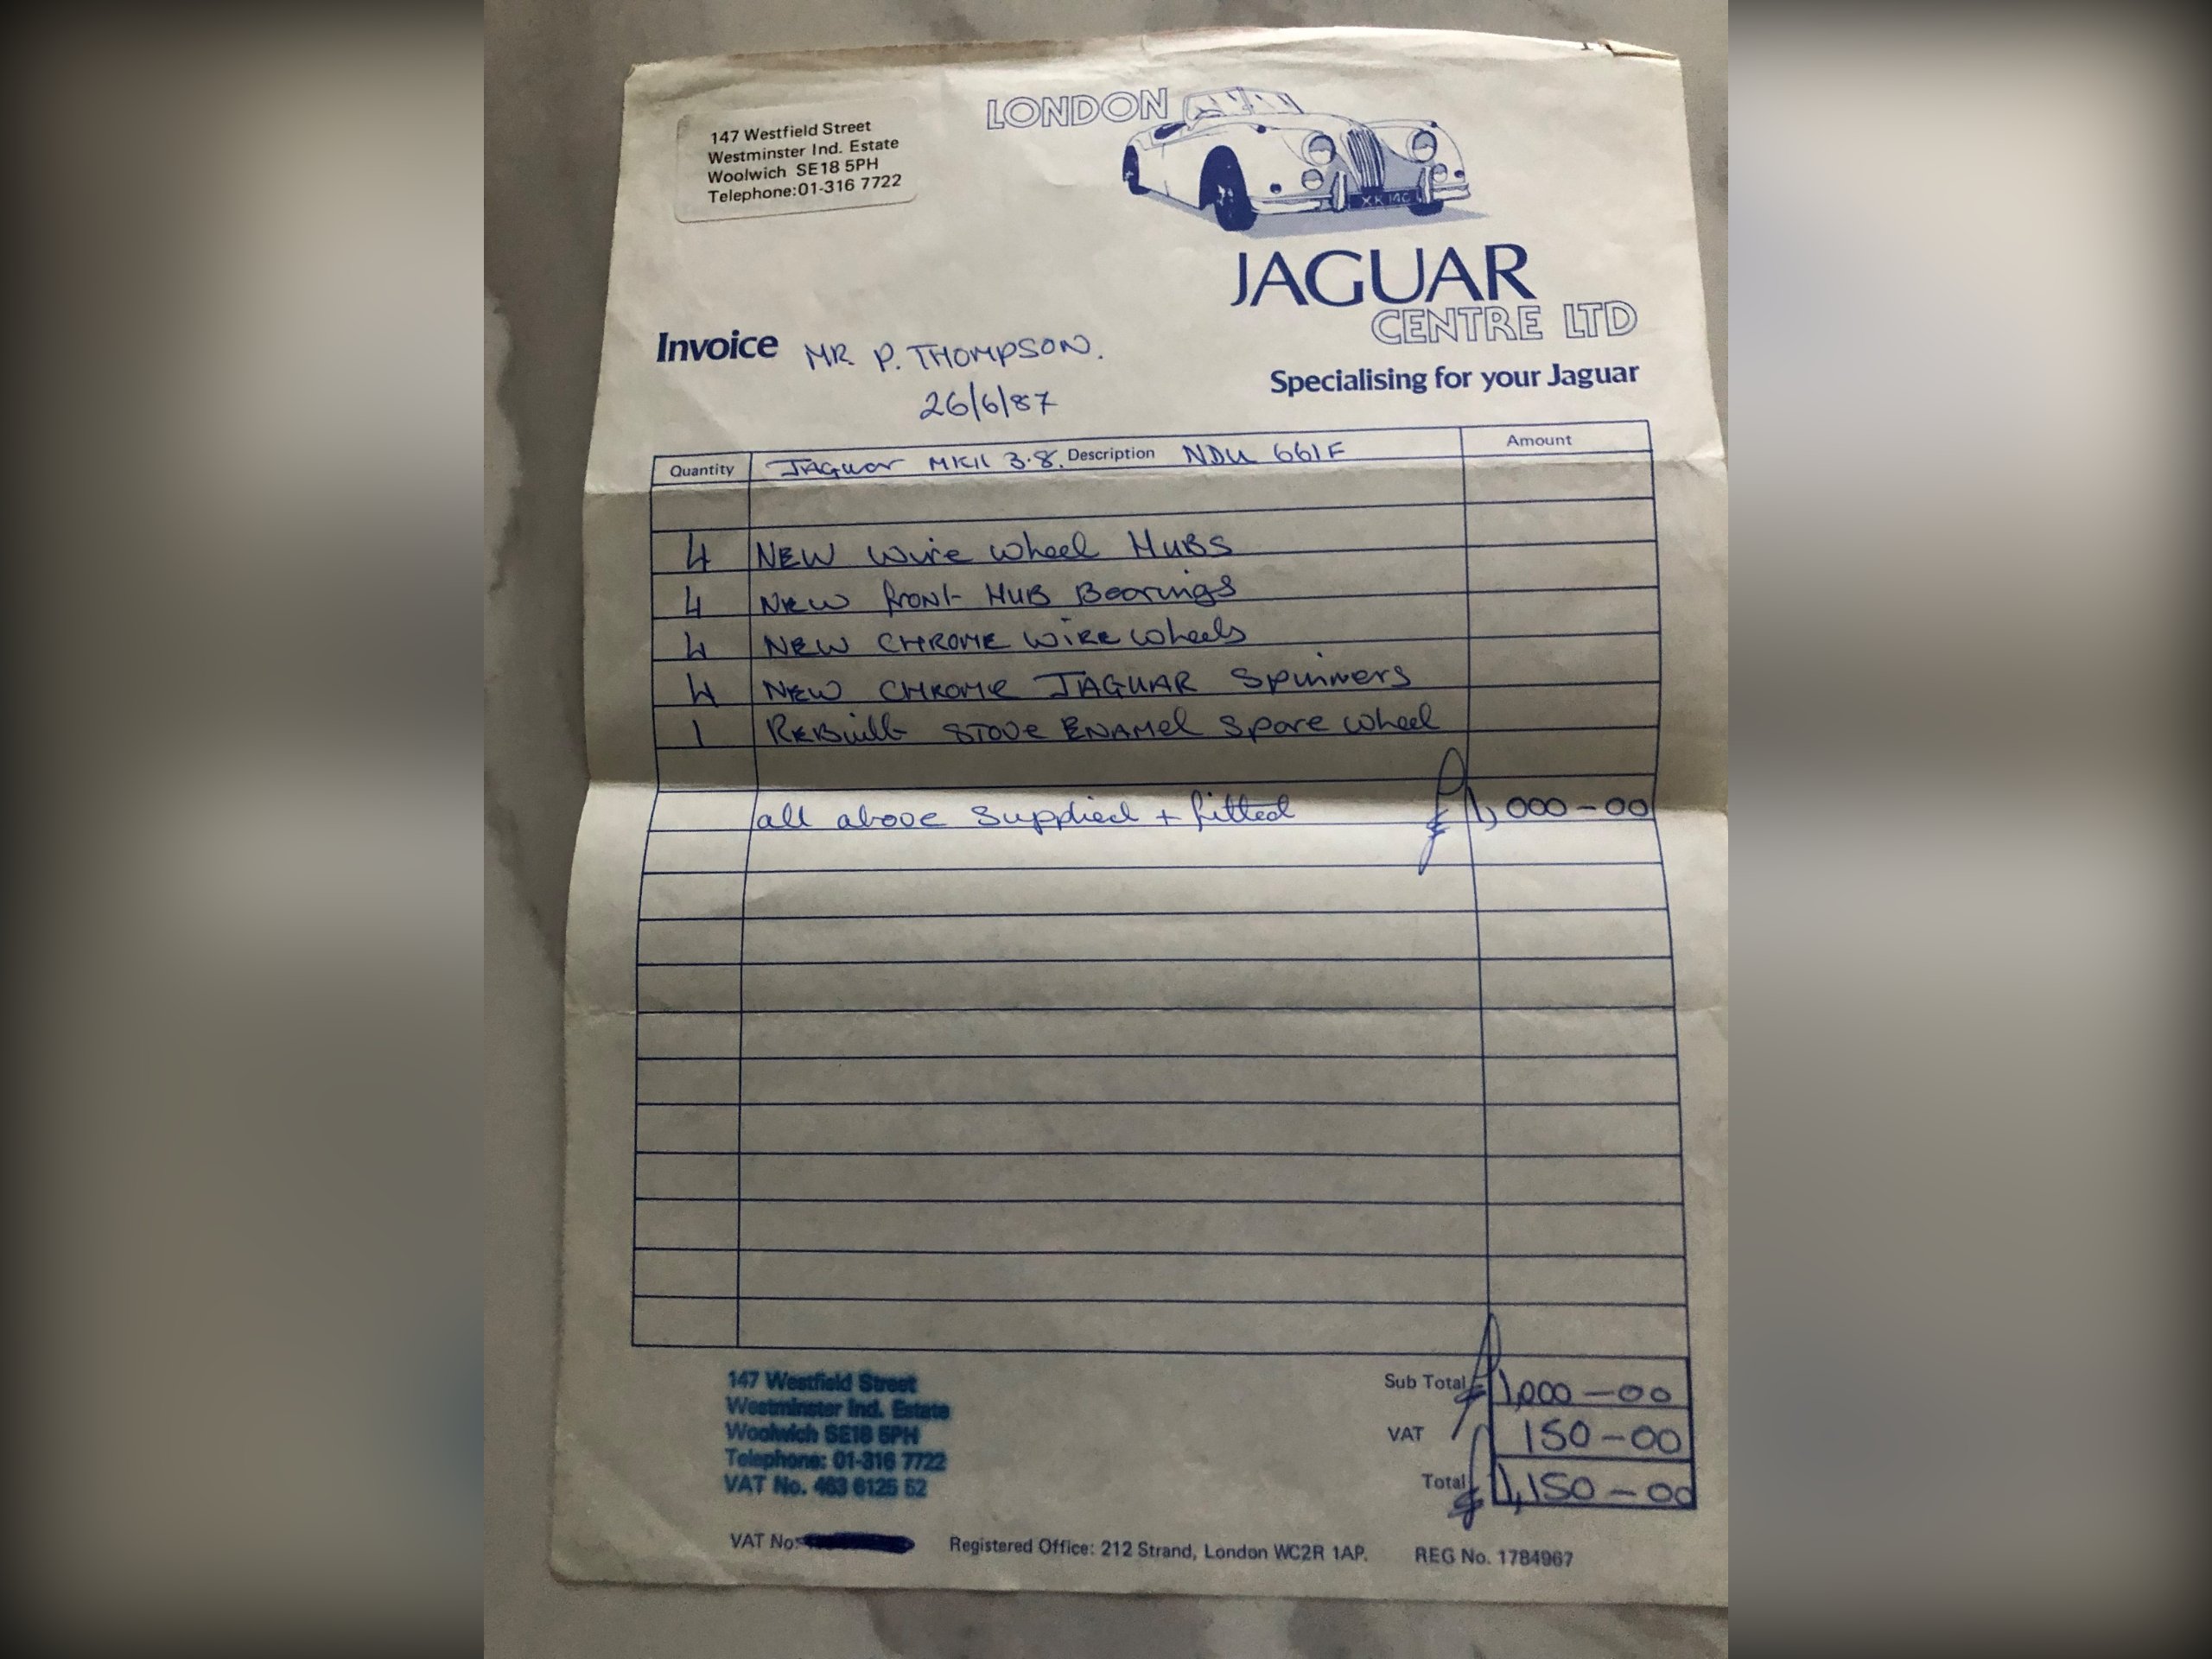 147 Westfield Street
Westminster Ind. Estate
Woolwich SE18 5PH
Telephone:01-316 7722
LONDON
XK 140
JAGUAR
CENTRE LTD
Specialising for your Jaguar
Invoice MR P. THOMPSON.
26/6/87
Quantity JAGuar MKII 3.8. Description NDU 661F Amount
4 NEW wire wheel HuBS
4 NEW front HUB Bearings
4 NEW CHROME WIRE wheels
4 NEW CHROME JAGUAR Spinners
1 REBuilt STOVE ENAMEL Spare wheel
all above Supplied + fitted £1,000-00
Sub Total £1,000-00
VAT £150-00
Total £1,150-00
147 Westfield Street
Westminster Ind. Estate
Woolwich SE18 5PH
Telephone: 01-316 7722
VAT No. 463 6125 52
VAT No: Registered Office: 212 Strand, London WC2R 1AP. REG No. 1784967